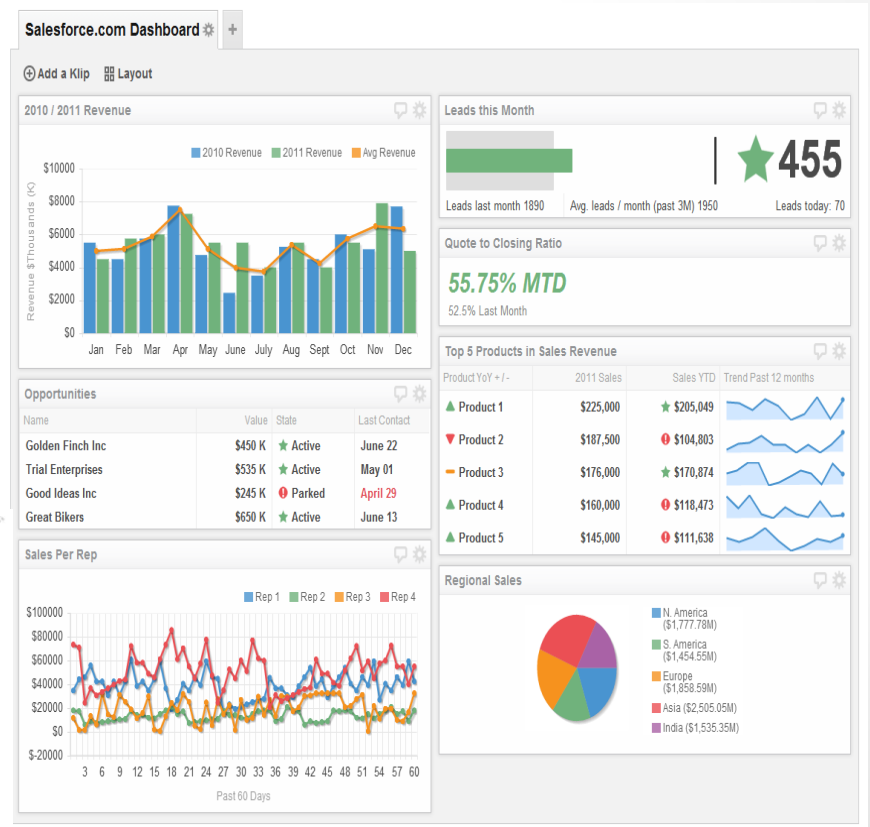 Salesforce.com Dashboard +
Add a Klip Layout
2010 / 2011 Revenue
2010 Revenue 2011 Revenue Avg Revenue
Revenue $Thousands (K)
$10000
$8000
$6000
$4000
$2000
$0
Jan Feb Mar Apr May June July Aug Sept Oct Nov Dec
Opportunities
Name Value State Last Contact
Golden Finch Inc $450 K Active June 22
Trial Enterprises $535 K Active May 01
Good Ideas Inc $245 K Parked April 29
Great Bikers $650 K Active June 13
Sales Per Rep
Rep 1 Rep 2 Rep 3 Rep 4
$100000
$80000
$60000
$40000
$20000
$0
$-20000
3 6 9 12 15 18 21 24 27 30 33 36 39 42 45 48 51 54 57 60
Past 60 Days
Leads this Month
455
Leads last month 1890 Avg. leads / month (past 3M) 1950 Leads today: 70
Quote to Closing Ratio
55.75% MTD
52.5% Last Month
Top 5 Products in Sales Revenue
Product YoY + / - 2011 Sales Sales YTD Trend Past 12 months
Product 1 $225,000 $205,049
Product 2 $187,500 $104,803
Product 3 $176,000 $170,874
Product 4 $160,000 $118,473
Product 5 $145,000 $111,638
Regional Sales
N. America
($1,777.78M)
S. America
($1,454.55M)
Europe
($1,858.59M)
Asia ($2,505.05M)
India ($1,535.35M)